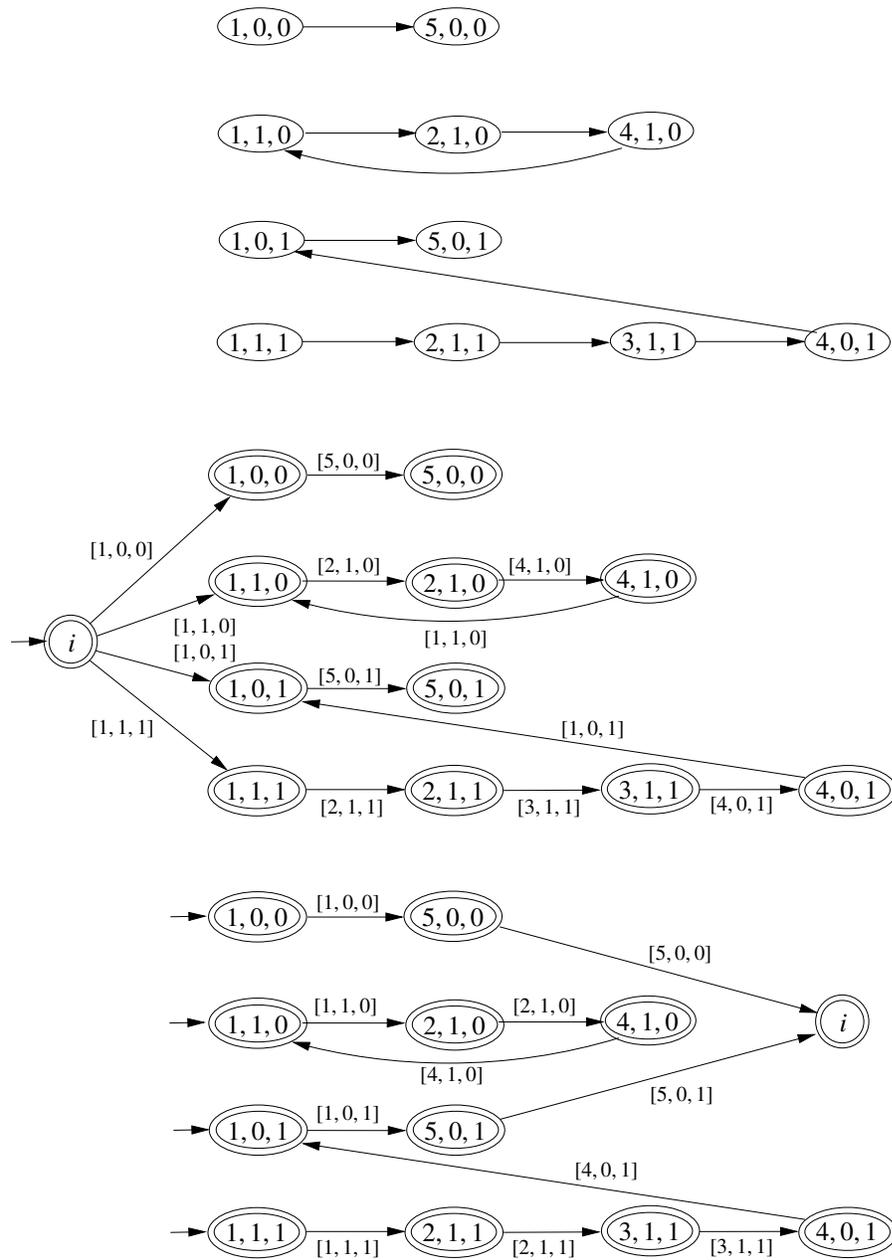 1, 0, 0 5, 0, 0
1, 1, 0 2, 1, 0 4, 1, 0
1, 0, 1 5, 0, 1
1, 1, 1 2, 1, 1 3, 1, 1 4, 0, 1
[5, 0, 0]
1, 0, 0 5, 0, 0
[1, 0, 0]
[2, 1, 0] [4, 1, 0]
1, 1, 0 2, 1, 0 4, 1, 0
[1, 1, 0]
[1, 1, 0]
i
[1, 0, 1]
[5, 0, 1]
1, 0, 1 5, 0, 1
[1, 1, 1] [1, 0, 1]
1, 1, 1 2, 1, 1 3, 1, 1 4, 0, 1
[2, 1, 1] [3, 1, 1] [4, 0, 1]
[1, 0, 0]
1, 0, 0 5, 0, 0
[5, 0, 0]
[1, 1, 0] [2, 1, 0]
1, 1, 0 2, 1, 0 4, 1, 0 i
[4, 1, 0]
[5, 0, 1]
[1, 0, 1]
1, 0, 1 5, 0, 1
[4, 0, 1]
1, 1, 1 2, 1, 1 3, 1, 1 4, 0, 1
[1, 1, 1] [2, 1, 1] [3, 1, 1]